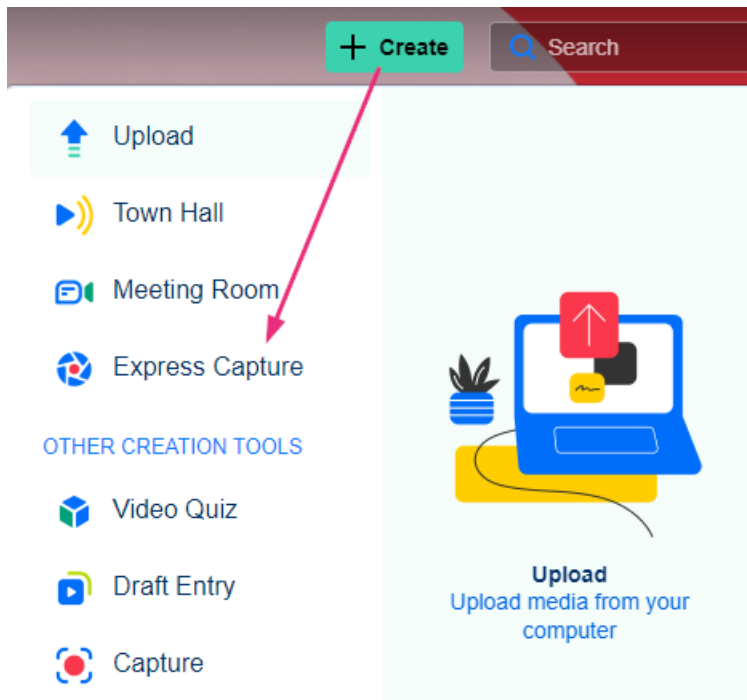 Create
Search
Upload
Town Hall
Meeting Room
Express Capture
OTHER CREATION TOOLS
Video Quiz
Draft Entry
Capture
Upload
Upload media from your
computer